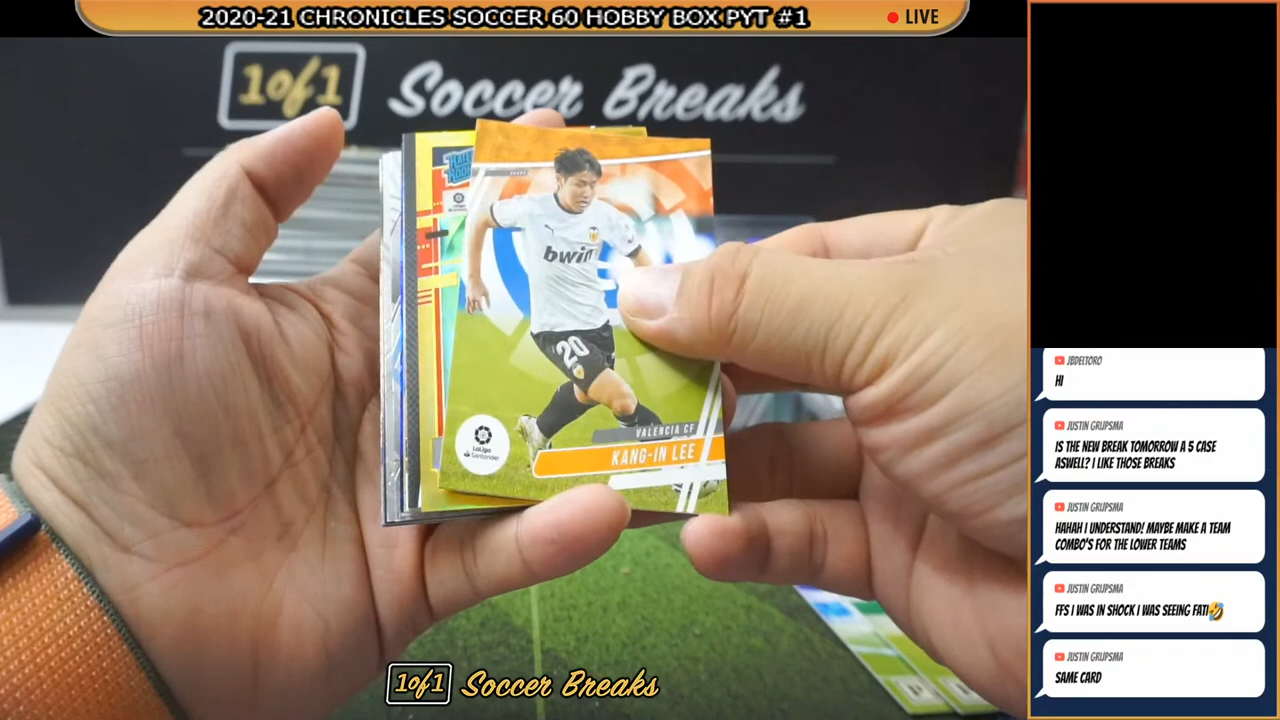 2020-21 CHRONICLES SOCCER 60 HOBBY BOX PYT #1
LIVE
1of1 Soccer Breaks
RATED
bwin
20
LaLiga
Santander
VALENCIA CF
KANG-IN LEE
1of1 Soccer Breaks
JBDELTORO
HI
JUSTIN GRIJPSMA
IS THE NEW BREAK TOMORROW A 5 CASE
ASWELL? I LIKE THOSE BREAKS
JUSTIN GRIJPSMA
HAHAH I UNDERSTAND! MAYBE MAKE A TEAM
COMBO'S FOR THE LOWER TEAMS
JUSTIN GRIJPSMA
FFS I WAS IN SHOCK I WAS SEEING FATI🤣
JUSTIN GRIJPSMA
SAME CARD